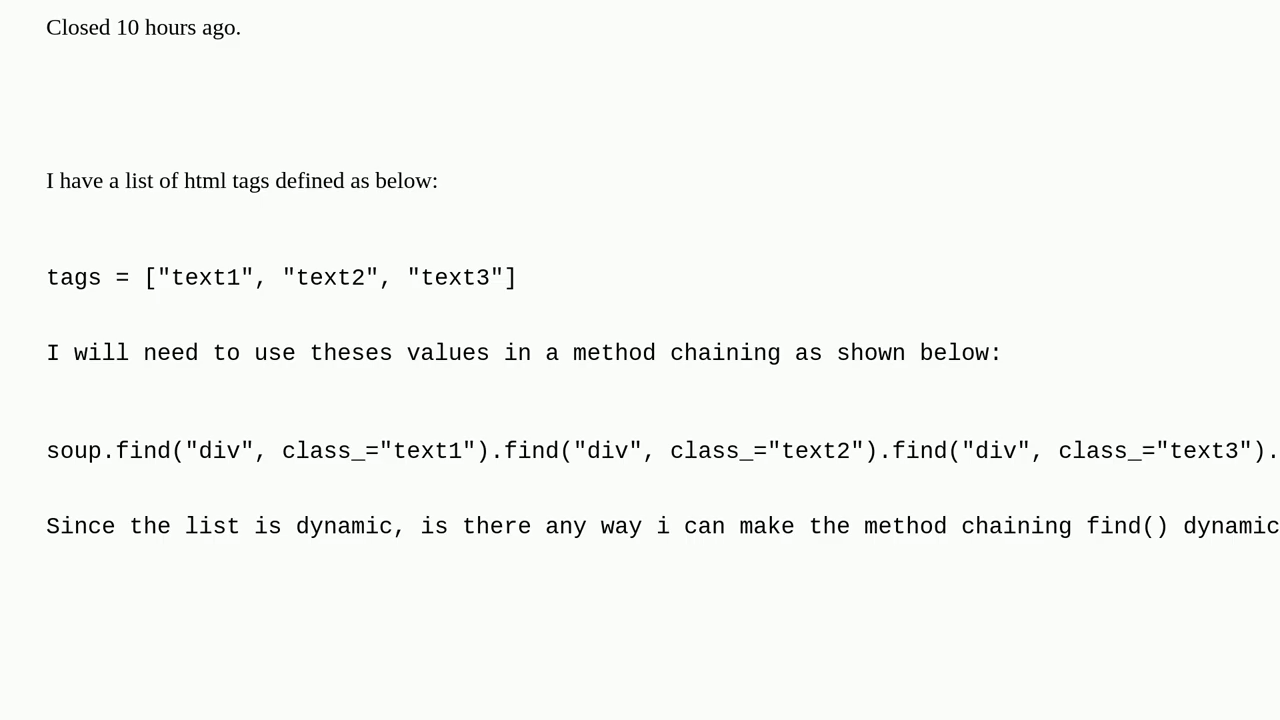 Closed 10 hours ago.
I have a list of html tags defined as below:
tags = ["text1", "text2", "text3"]
I will need to use theses values in a method chaining as shown below:
soup.find("div", class_="text1").find("div", class_="text2").find("div", class_="text3").
Since the list is dynamic, is there any way i can make the method chaining find() dynamic